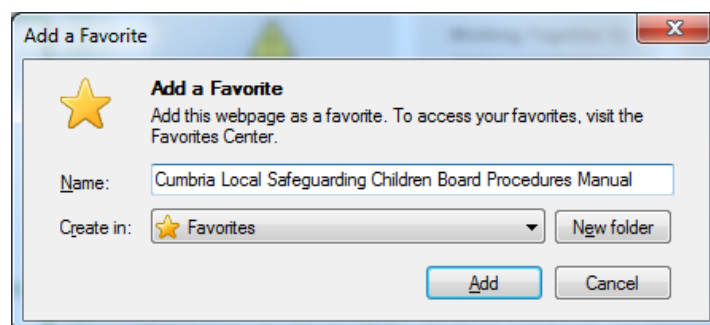 Add a Favorite
Add a Favorite
Add this webpage as a favorite. To access your favorites, visit the
Favorites Center.
Name: Cumbria Local Safeguarding Children Board Procedures Manual
Create in: Favorites New folder
Add Cancel